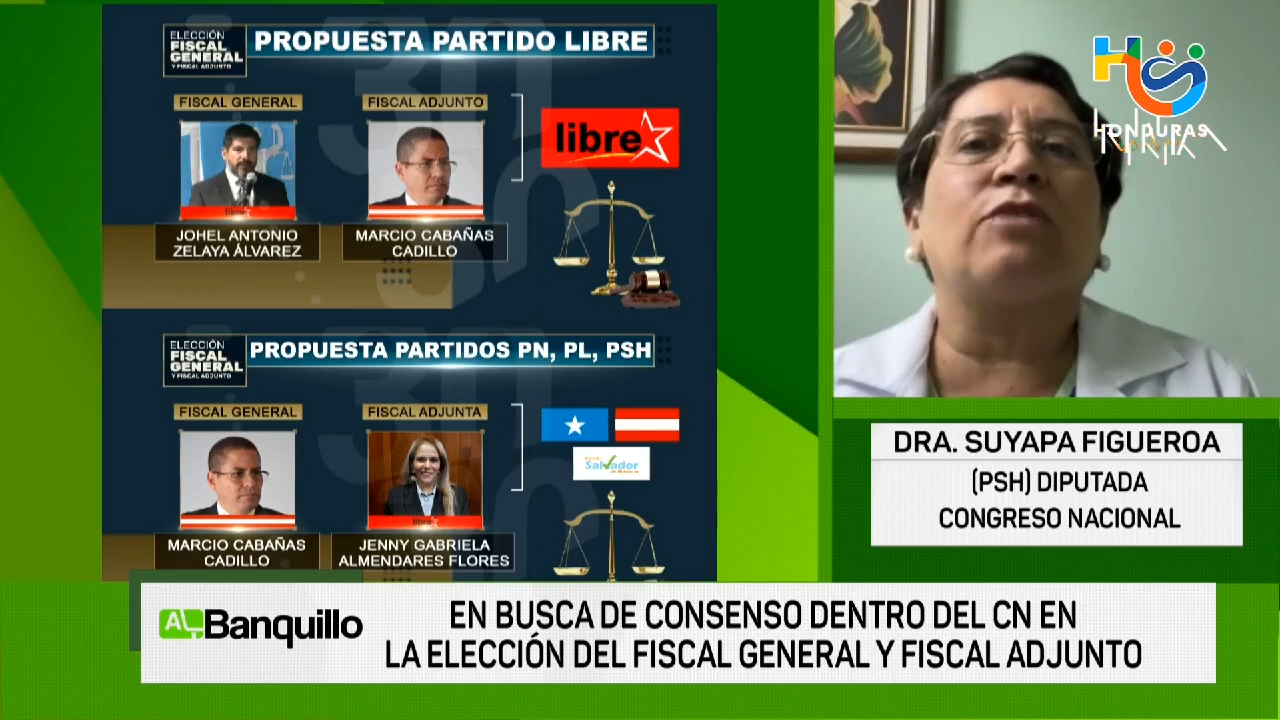 ELECCIÓN
FISCAL
GENERAL
Y FISCAL ADJUNTO
PROPUESTA PARTIDO LIBRE
FISCAL GENERAL
FISCAL ADJUNTO
libre
libre
JOHEL ANTONIO
ZELAYA ÁLVAREZ
MARCIO CABAÑAS
CADILLO
ELECCIÓN
FISCAL
GENERAL
Y FISCAL ADJUNTO
PROPUESTA PARTIDOS PN, PL, PSH
FISCAL GENERAL
FISCAL ADJUNTA
Salvador
libre
MARCIO CABAÑAS
CADILLO
JENNY GABRIELA
ALMENDARES FLORES
HONDURAS
DRA. SUYAPA FIGUEROA
(PSH) DIPUTADA
CONGRESO NACIONAL
AL Banquillo
EN BUSCA DE CONSENSO DENTRO DEL CN EN
LA ELECCIÓN DEL FISCAL GENERAL Y FISCAL ADJUNTO